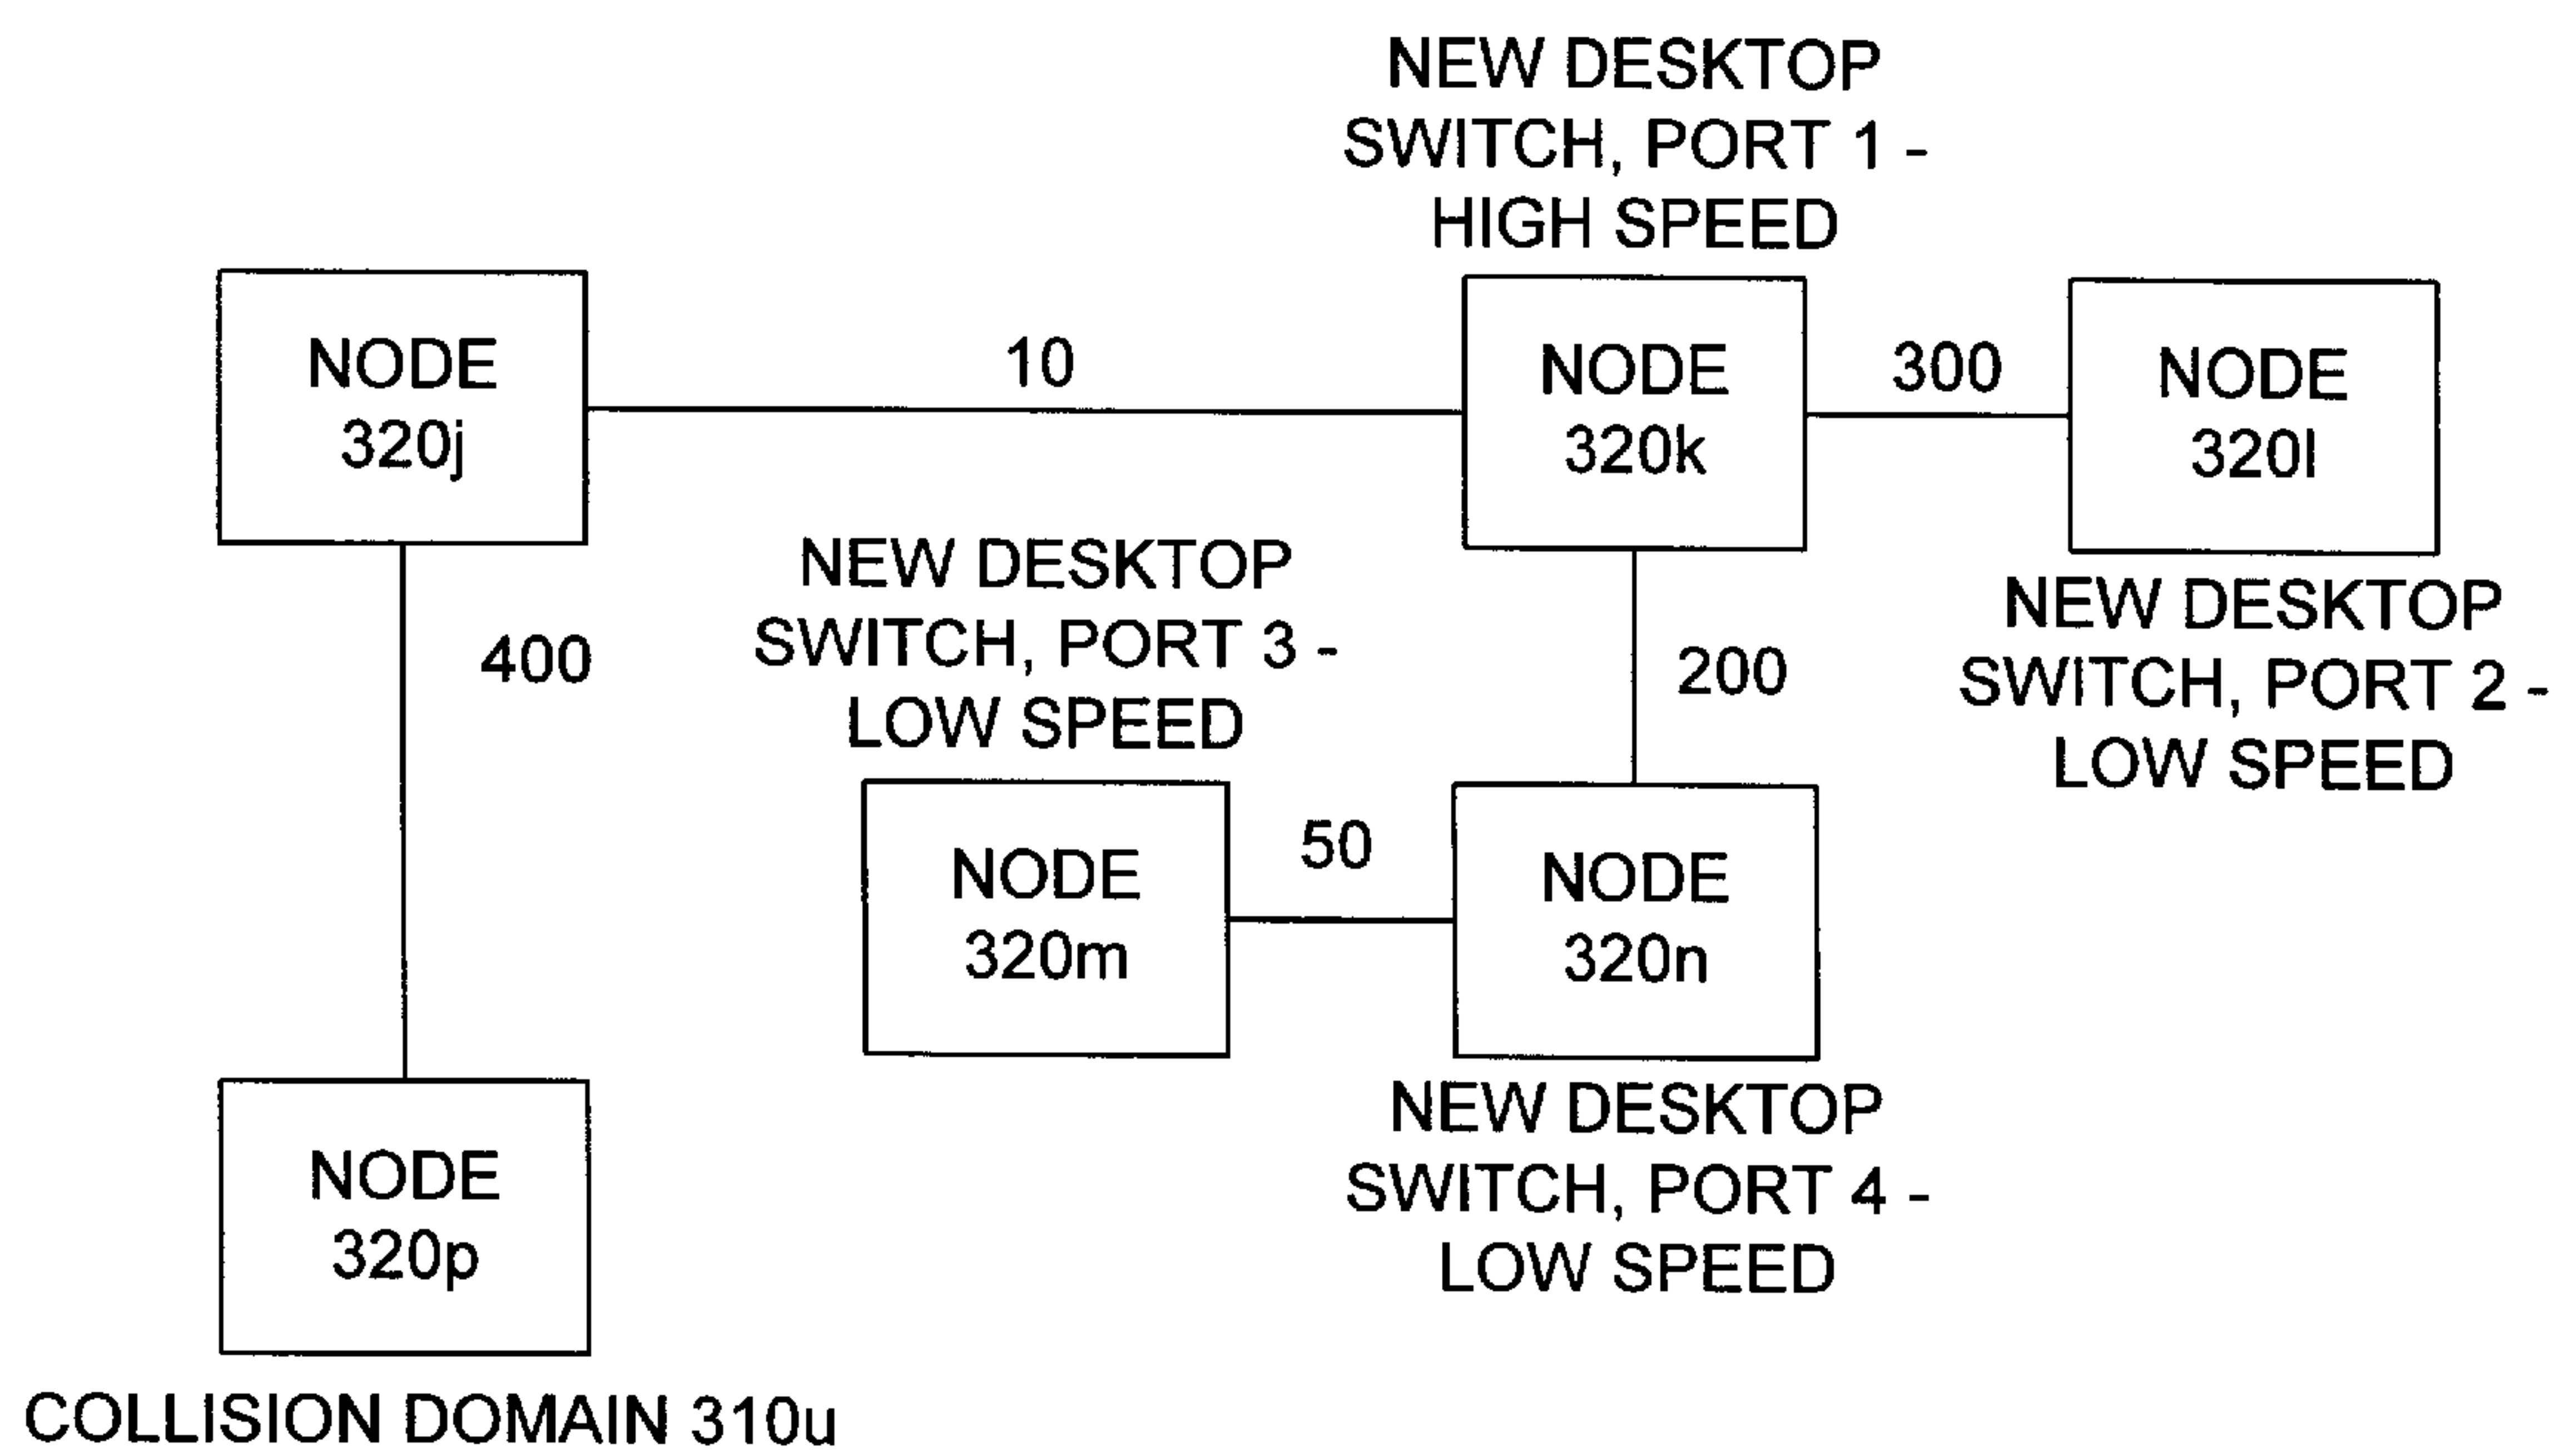 NEW DESKTOP
SWITCH, PORT 1 -
HIGH SPEED
NODE
320j
10
NODE
320k
300
NODE
320l
NEW DESKTOP
SWITCH, PORT 3 -
LOW SPEED
400
200
NEW DESKTOP
SWITCH, PORT 2 -
LOW SPEED
NODE
320m
50
NODE
320n
NEW DESKTOP
SWITCH, PORT 4 -
LOW SPEED
NODE
320p
COLLISION DOMAIN 310u